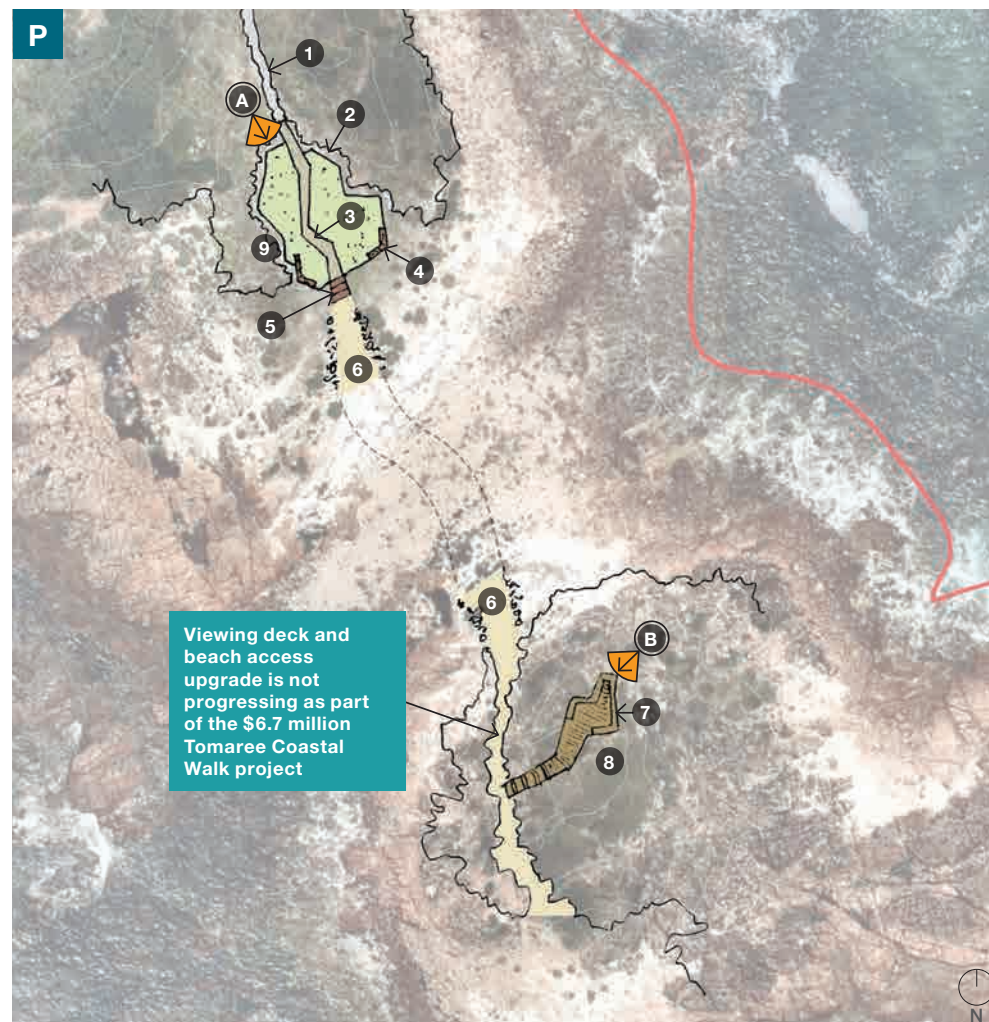 P
1
A
2
3
9
4
5
6
6
Viewing deck and
beach access
upgrade is not
progressing as part
of the $6.7 million
Tomaree Coastal
Walk project
B
7
8
N